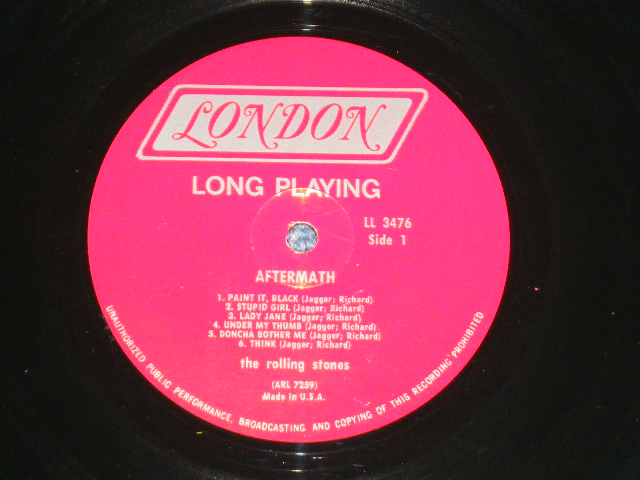 LONDON
LONG PLAYING
LL 3476
Side 1
AFTERMATH
1. PAINT IT, BLACK (Jagger; Richard)
2. STUPID GIRL (Jagger; Richard)
3. LADY JANE (Jagger; Richard)
4. UNDER MY THUMB (Jagger; Richard)
5. DONCHA BOTHER ME (Jagger; Richard)
6. THINK (Jagger; Richard)
the rolling stones
(ARL 7259)
Made in U.S.A.
UNAUTHORIZED PUBLIC PERFORMANCE, BROADCASTING AND COPYING OF THIS RECORDING PROHIBITED